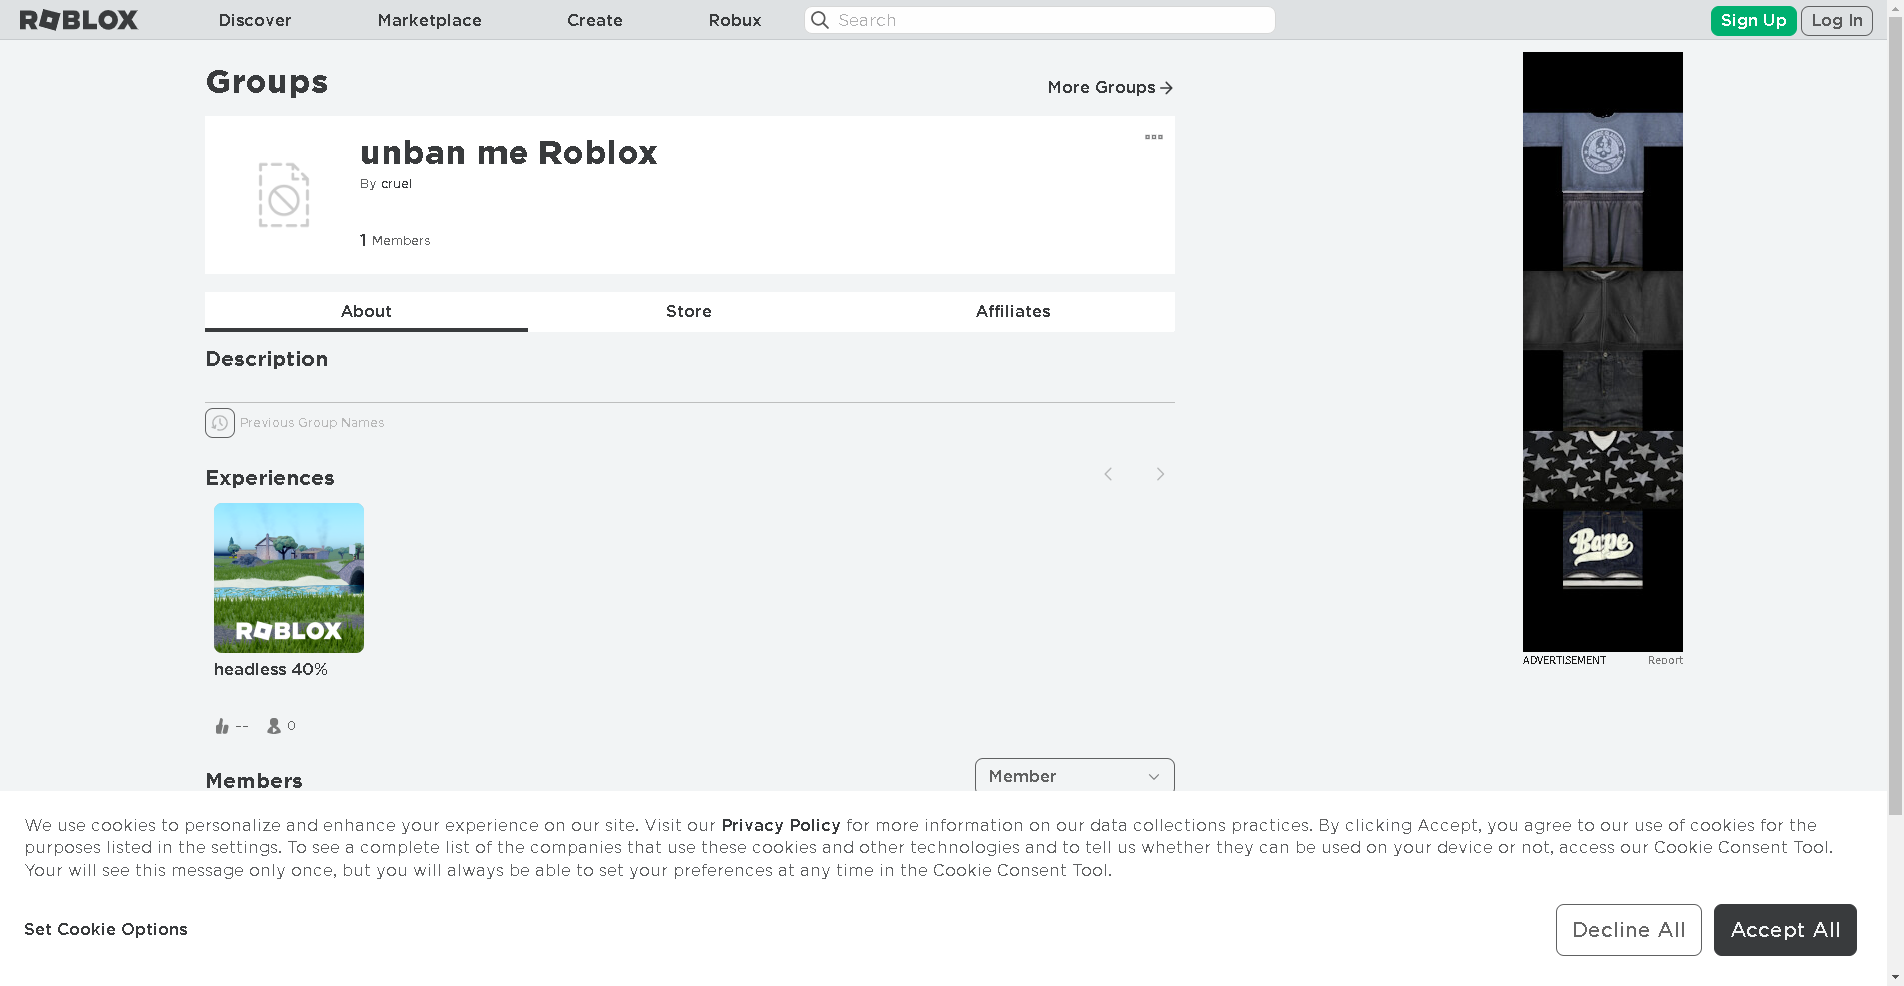 ROBLOX
Discover
Marketplace
Create
Robux
Search
Sign Up
Log In
Groups
More Groups
unban me Roblox
By cruel
1 Members
About
Store
Affiliates
Description
Previous Group Names
Experiences
ROBLOX
headless 40%
--
0
Bape
ADVERTISEMENT
Report
Members
Member
We use cookies to personalize and enhance your experience on our site. Visit our Privacy Policy for more information on our data collections practices. By clicking Accept, you agree to our use of cookies for the
purposes listed in the settings. To see a complete list of the companies that use these cookies and other technologies and to tell us whether they can be used on your device or not, access our Cookie Consent Tool.
Your will see this message only once, but you will always be able to set your preferences at any time in the Cookie Consent Tool.
Set Cookie Options
Decline All
Accept All